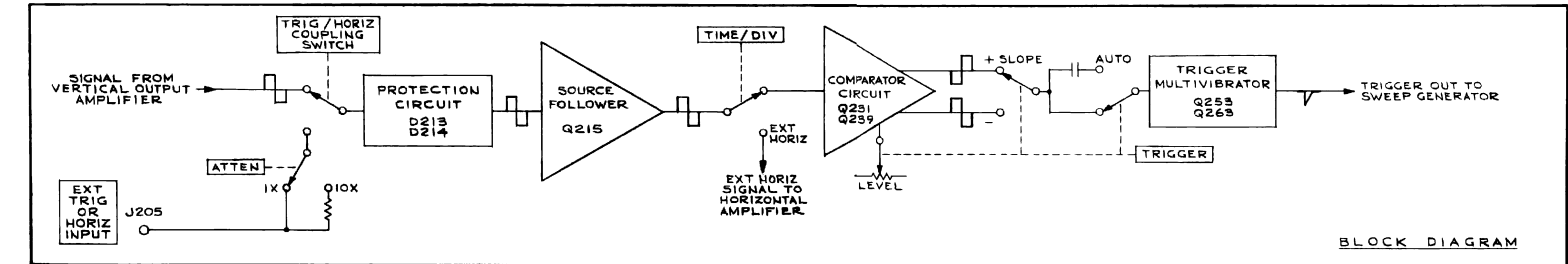 TRIG/HORIZ
COUPLING
SWITCH
SIGNAL FROM
VERTICAL OUTPUT
AMPLIFIER
PROTECTION
CIRCUIT
D213
D214
SOURCE
FOLLOWER
Q215
TIME/DIV
EXT
HORIZ
EXT HORIZ
SIGNAL TO
HORIZONTAL
AMPLIFIER
COMPARATOR
CIRCUIT
Q231
Q239
LEVEL
+ SLOPE
-
AUTO
TRIGGER
MULTIVIBRATOR
Q253
Q263
TRIGGER OUT TO
SWEEP GENERATOR
TRIGGER
ATTEN
1X
10X
EXT
TRIG
OR
HORIZ
INPUT
J205
BLOCK DIAGRAM